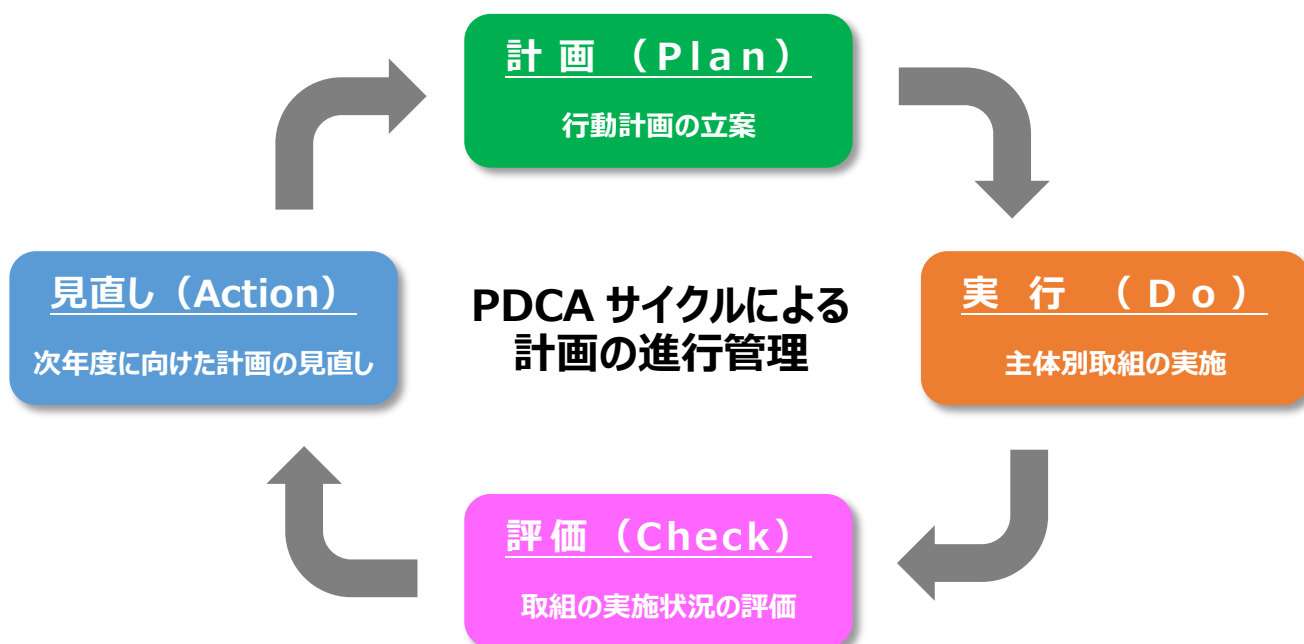 計画（Plan）
行動計画の立案
見直し（Action）
次年度に向けた計画の見直し
PDCA サイクルによる
計画の進行管理
実行（Do）
主体別取組の実施
評価（Check）
取組の実施状況の評価